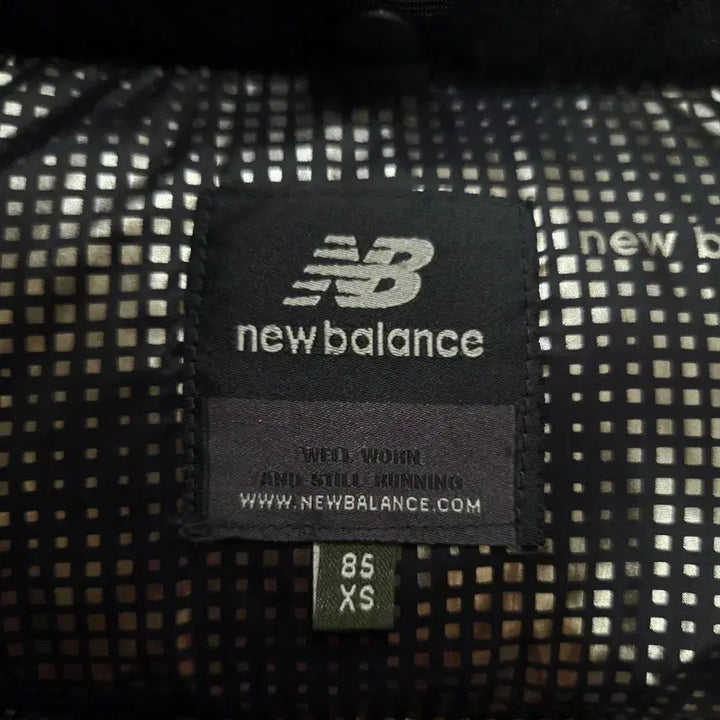 NB
new balance
new b
WELL WORN
AND STILL RUNNING
WWW.NEWBALANCE.COM
85
XS